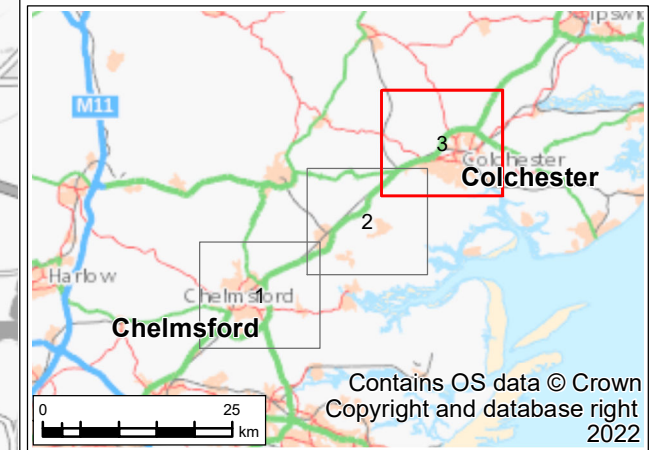 M11
3
Colchester
Colchester
2
Harlow
Chelmsford
1
Chelmsford
Contains OS data © Crown
Copyright and database right
2022
0 25
km